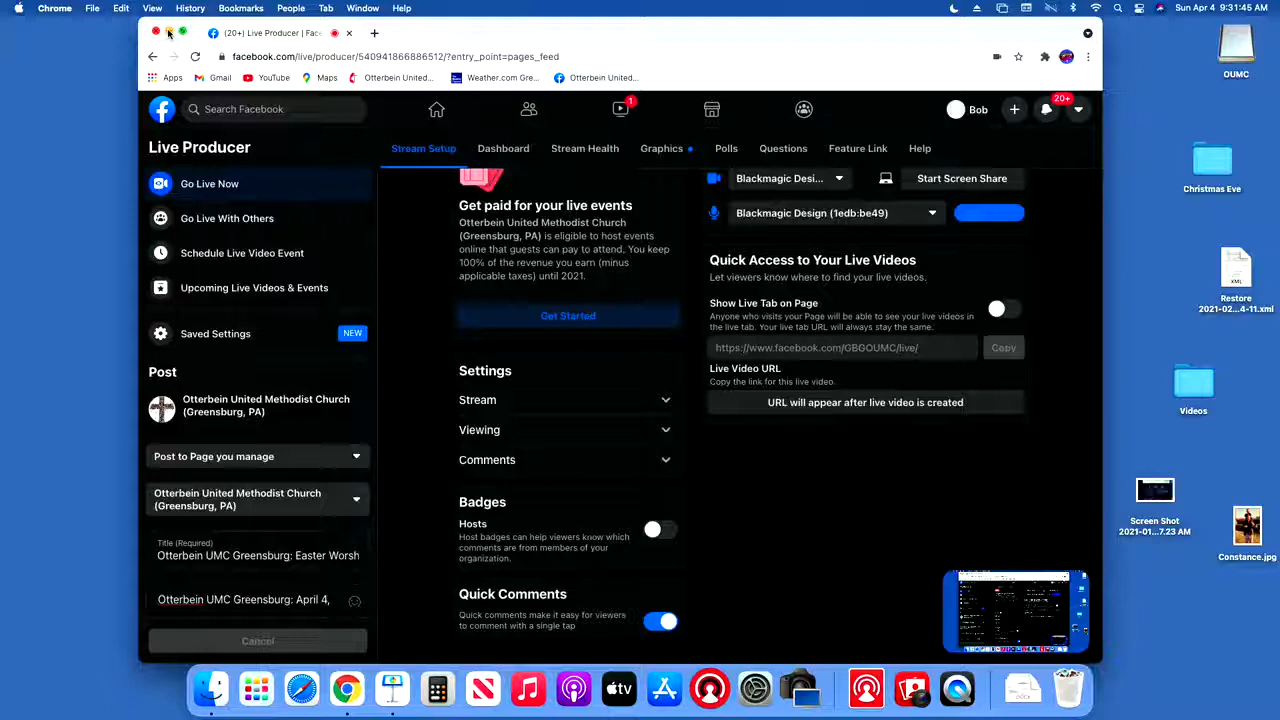 Chrome File Edit View History Bookmarks People Tab Window Help
Sun Apr 4 9:31:45 AM
(20+) Live Producer | Face
facebook.com/live/producer/540941866886512/?entry_point=pages_feed
Apps Gmail YouTube Maps Otterbein United... Weather.com Gre... Otterbein United...
Search Facebook
1
Bob
20+
Live Producer
Stream Setup Dashboard Stream Health Graphics Polls Questions Feature Link Help
Go Live Now
Go Live With Others
Schedule Live Video Event
Upcoming Live Videos & Events
Saved Settings
NEW
Post
Otterbein United Methodist Church
(Greensburg, PA)
Post to Page you manage
Otterbein United Methodist Church
(Greensburg, PA)
Title (Required)
Otterbein UMC Greensburg: Easter Worsh
Otterbein UMC Greensburg: April 4,
Cancel
Get paid for your live events
Otterbein United Methodist Church
(Greensburg, PA) is eligible to host events
online that guests can pay to attend. You keep
100% of the revenue you earn (minus
applicable taxes) until 2021.
Get Started
Settings
Stream
Viewing
Comments
Badges
Hosts
Host badges can help viewers know which
comments are from members of your
organization.
Quick Comments
Quick comments make it easy for viewers
to comment with a single tap
Blackmagic Desi...
Start Screen Share
Blackmagic Design (1edb:be49)
Quick Access to Your Live Videos
Let viewers know where to find your live videos.
Show Live Tab on Page
Anyone who visits your Page will be able to see your live videos in
the live tab. Your live tab URL will always stay the same.
https://www.facebook.com/GBGOUMC/live/
Copy
Live Video URL
Copy the link for this live video.
URL will appear after live video is created
OUMC
Christmas Eve
XML
Restore
2021-02...4-11.xml
Videos
Screen Shot
2021-01...7.23 AM
Constance.jpg
tv